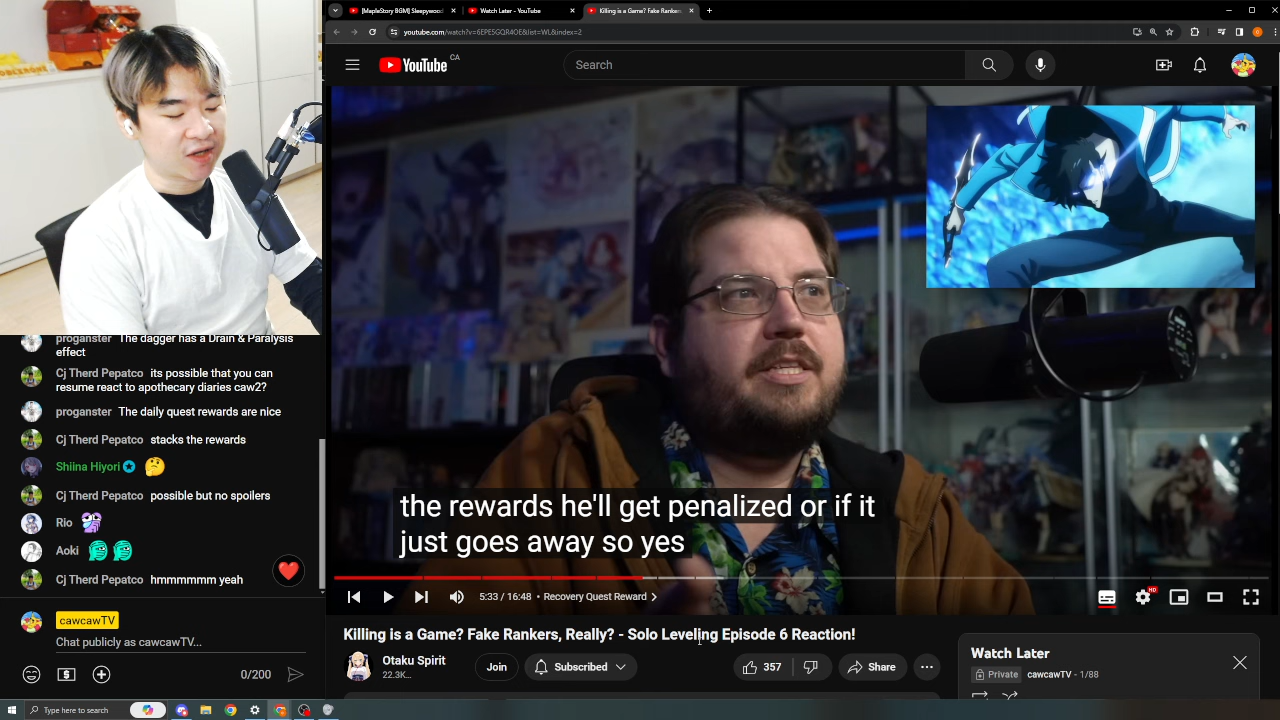 [MapleStory BGM] Sleepywood
Watch Later - YouTube
Killing is a Game? Fake Rankers,
youtube.com/watch?v=6EPE5GQR4OE&list=WL&index=2
YouTube CA
Search
proganster The dagger has a Drain & Paralysis
effect
Cj Therd Pepatco its possible that you can
resume react to apothecary diaries caw2?
proganster The daily quest rewards are nice
Cj Therd Pepatco stacks the rewards
Shiina Hiyori
Cj Therd Pepatco possible but no spoilers
Rio
Aoki
Cj Therd Pepatco hmmmmmm yeah
cawcawTV
Chat publicly as cawcawTV...
0/200
the rewards he'll get penalized or if it
just goes away so yes
5:33 / 16:48 • Recovery Quest Reward
HD
Killing is a Game? Fake Rankers, Really? - Solo Leveling Episode 6 Reaction!
Otaku Spirit
22.3K...
Join
Subscribed
357
Share
Watch Later
Private cawcawTV - 1/88
Type here to search